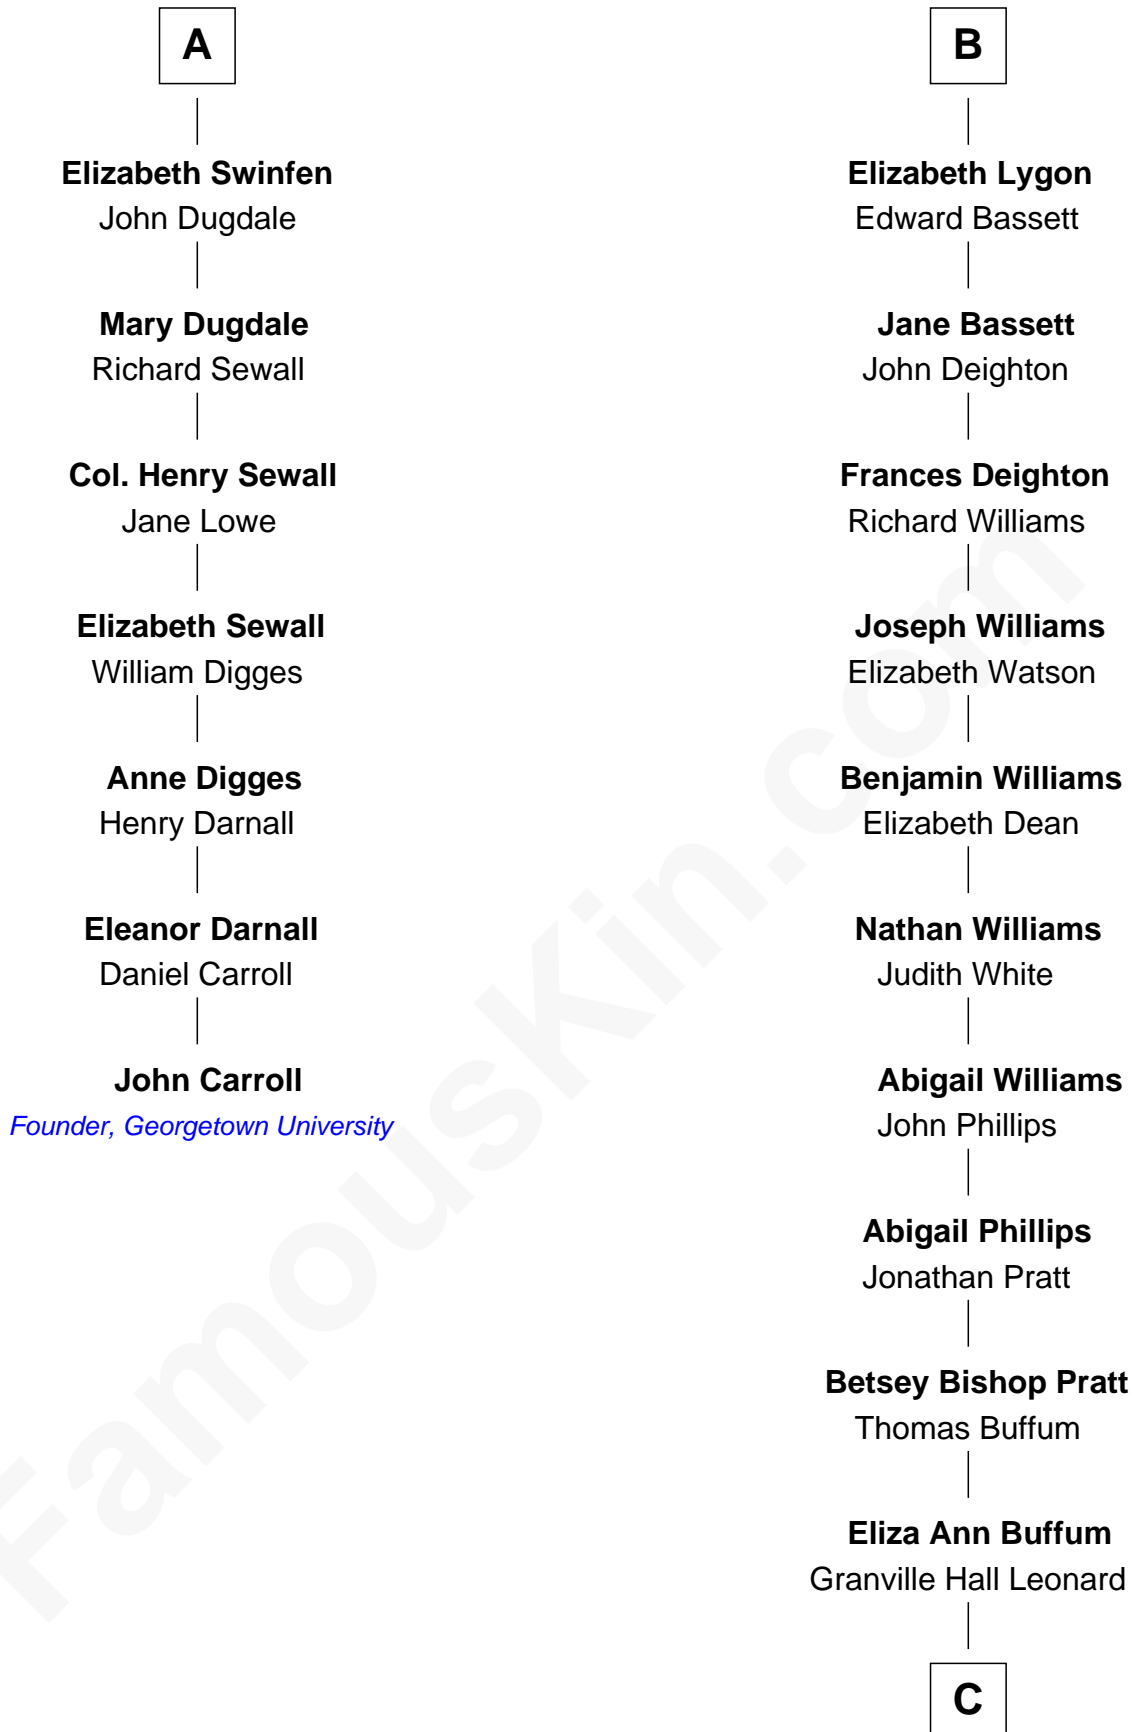 A
Elizabeth Swinfen
John Dugdale
Mary Dugdale
Richard Sewall
Col. Henry Sewall
Jane Lowe
Elizabeth Sewall
William Digges
Anne Digges
Henry Darnall
Eleanor Darnall
Daniel Carroll
John Carroll
Founder, Georgetown University
B
Elizabeth Lygon
Edward Bassett
Jane Bassett
John Deighton
Frances Deighton
Richard Williams
Joseph Williams
Elizabeth Watson
Benjamin Williams
Elizabeth Dean
Nathan Williams
Judith White
Abigail Williams
John Phillips
Abigail Phillips
Jonathan Pratt
Betsey Bishop Pratt
Thomas Buffum
Eliza Ann Buffum
Granville Hall Leonard
C
FamousKin.com